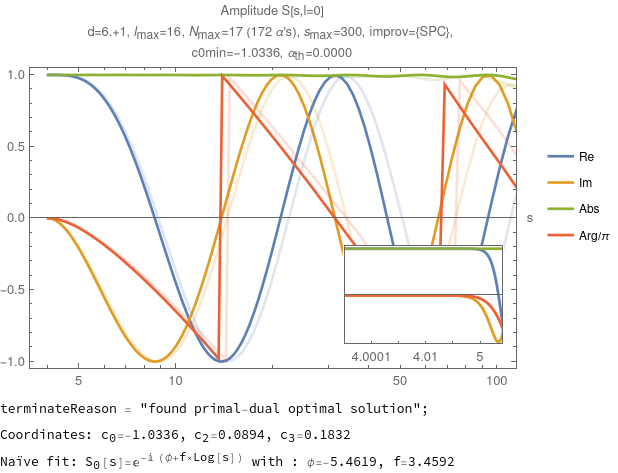 Amplitude S[s,l=0]
d=6.+1, lmax=16, Nmax=17 (172 α's), smax=300, improv={SPC},
c0min=-1.0336, αth=0.0000
1.0
0.5
0.0
-0.5
-1.0
s
5 10 50 100
4.0001 4.01 5
Re
Im
Abs
Arg/π
terminateReason = "found primal-dual optimal solution";
Coordinates: c0=-1.0336, c2=0.0894, c3=0.1832
Naïve fit: S0[s]=e^-i (ϕ+f×Log[s]) with : ϕ=-5.4619, f=3.4592